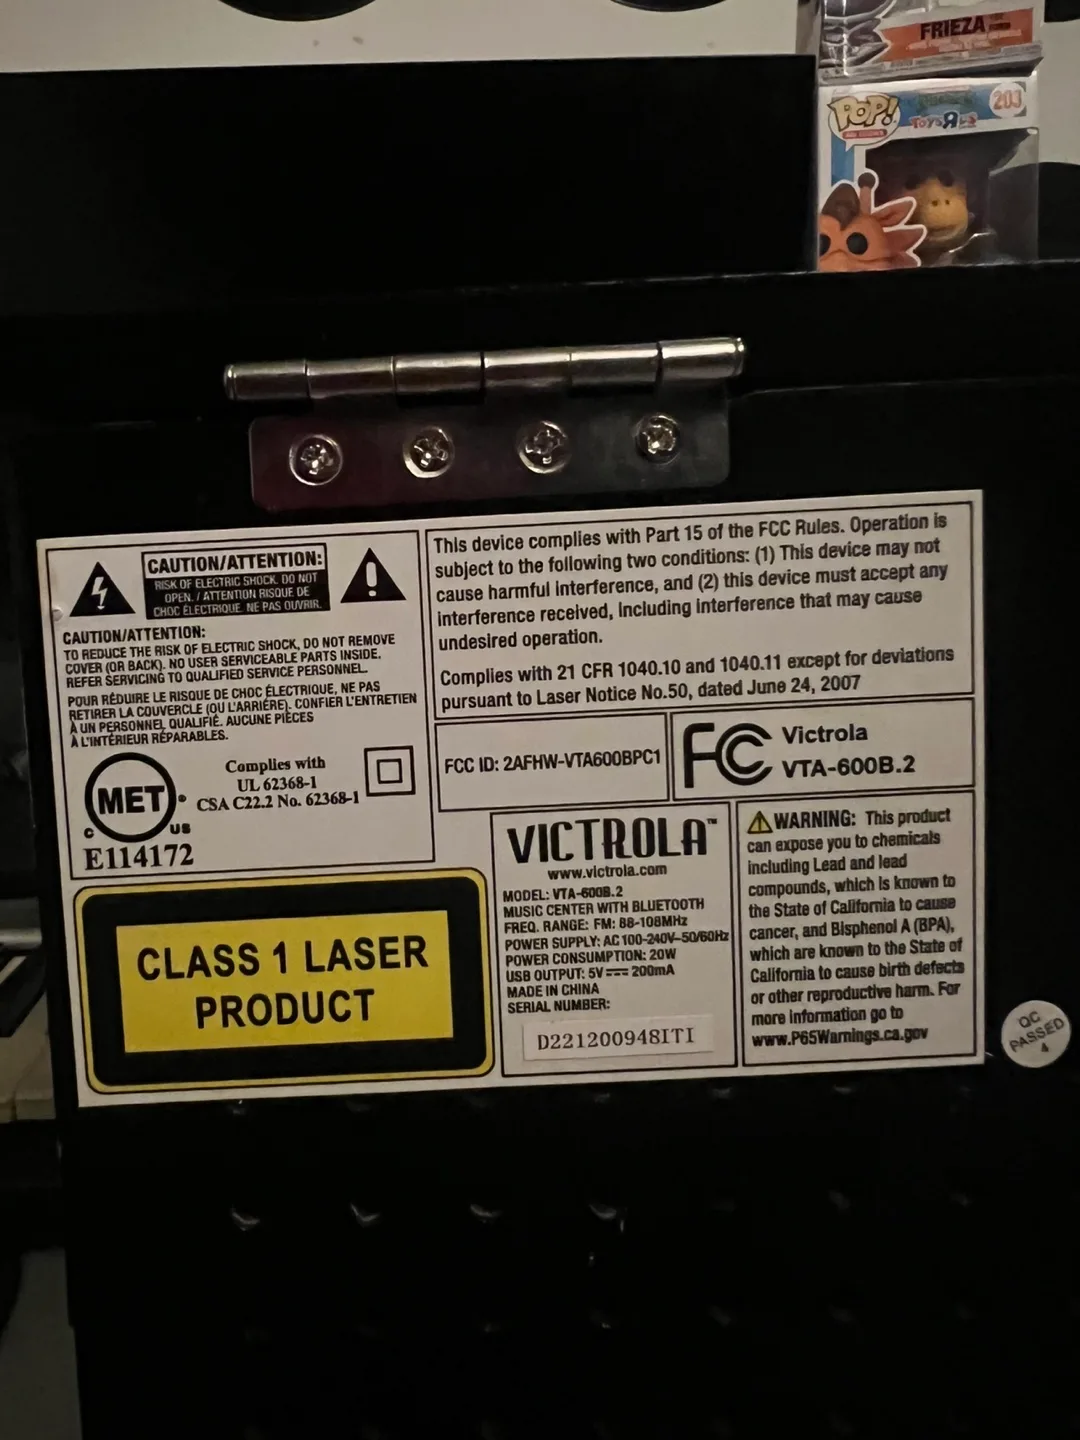 FRIEZA
POP!
TOYS R US
203
CAUTION/ATTENTION:
RISK OF ELECTRIC SHOCK. DO NOT
OPEN. / ATTENTION RISQUE DE
CHOC ÉLECTRIQUE. NE PAS OUVRIR.
CAUTION/ATTENTION:
TO REDUCE THE RISK OF ELECTRIC SHOCK, DO NOT REMOVE
COVER (OR BACK). NO USER SERVICEABLE PARTS INSIDE.
REFER SERVICING TO QUALIFIED SERVICE PERSONNEL.
POUR RÉDUIRE LE RISQUE DE CHOC ÉLECTRIQUE, NE PAS
RETIRER LA COUVERCLE (OU L'ARRIÈRE). CONFIER L'ENTRETIEN
À UN PERSONNEL QUALIFIÉ. AUCUNE PIÈCES
À L'INTÉRIEUR RÉPARABLES.
MET
C US
E114172
Complies with
UL 62368-1
CSA C22.2 No. 62368-1
This device complies with Part 15 of the FCC Rules. Operation is
subject to the following two conditions: (1) This device may not
cause harmful interference, and (2) this device must accept any
interference received, including interference that may cause
undesired operation.
Complies with 21 CFR 1040.10 and 1040.11 except for deviations
pursuant to Laser Notice No.50, dated June 24, 2007
FCC ID: 2AFHW-VTA600BPC1
FC Victrola
VTA-600B.2
CLASS 1 LASER
PRODUCT
VICTROLA™
www.victrola.com
MODEL: VTA-600B.2
MUSIC CENTER WITH BLUETOOTH
FREQ. RANGE: FM: 88-108MHz
POWER SUPPLY: AC 100-240V~50/60Hz
POWER CONSUMPTION: 20W
USB OUTPUT: 5V⎓200mA
MADE IN CHINA
SERIAL NUMBER:
D221200948ITI
WARNING: This product
can expose you to chemicals
including Lead and lead
compounds, which is known to
the State of California to cause
cancer, and Bisphenol A (BPA),
which are known to the State of
California to cause birth defects
or other reproductive harm. For
more information go to
www.P65Warnings.ca.gov
QC
PASSED
4